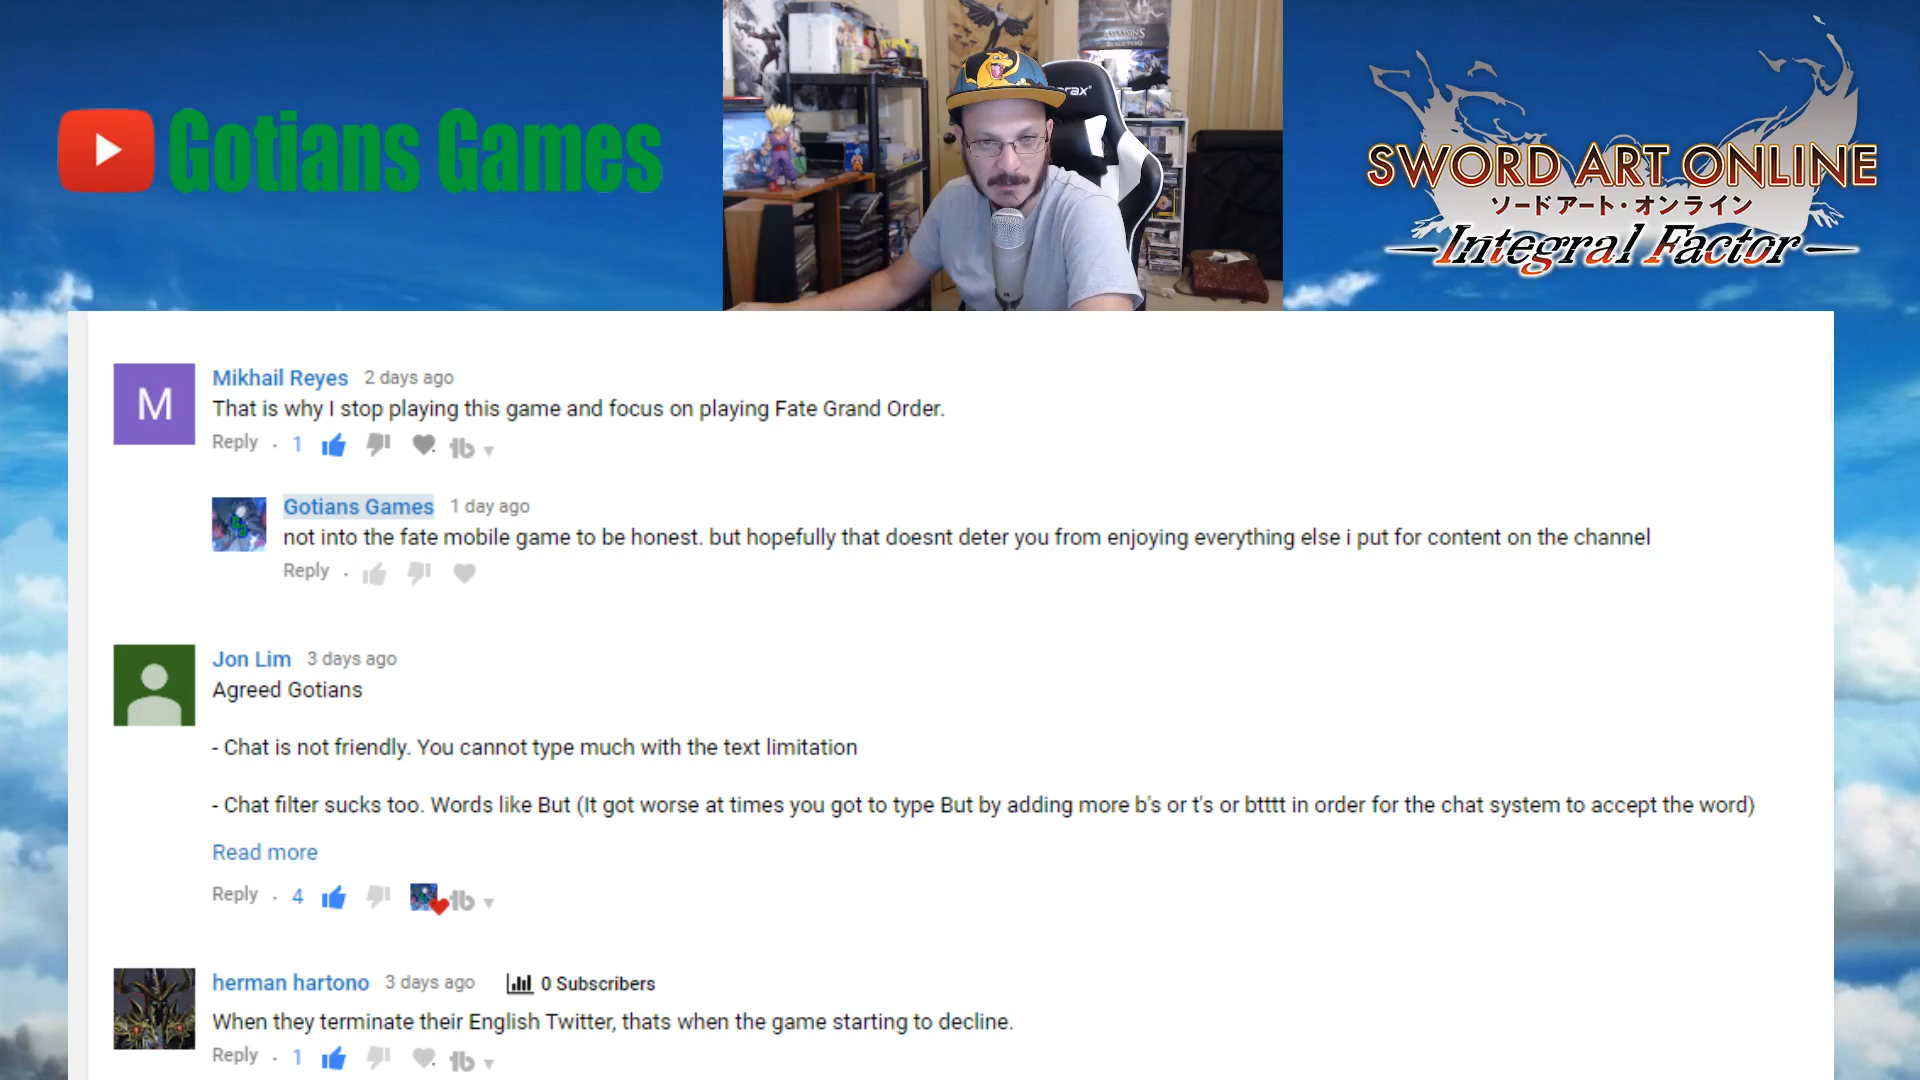 Gotians Games
ASSASSINS
rax
SWORD ART ONLINE
ソードアート・オンライン
Integral Factor
M
Mikhail Reyes 2 days ago
That is why I stop playing this game and focus on playing Fate Grand Order.
Reply . 1 tb
Gotians Games 1 day ago
not into the fate mobile game to be honest. but hopefully that doesnt deter you from enjoying everything else i put for content on the channel
Reply .
Jon Lim 3 days ago
Agreed Gotians
- Chat is not friendly. You cannot type much with the text limitation
- Chat filter sucks too. Words like But (It got worse at times you got to type But by adding more b's or t's or btttt in order for the chat system to accept the word)
Read more
Reply . 4 tb
herman hartono 3 days ago 0 Subscribers
When they terminate their English Twitter, thats when the game starting to decline.
Reply . 1 tb